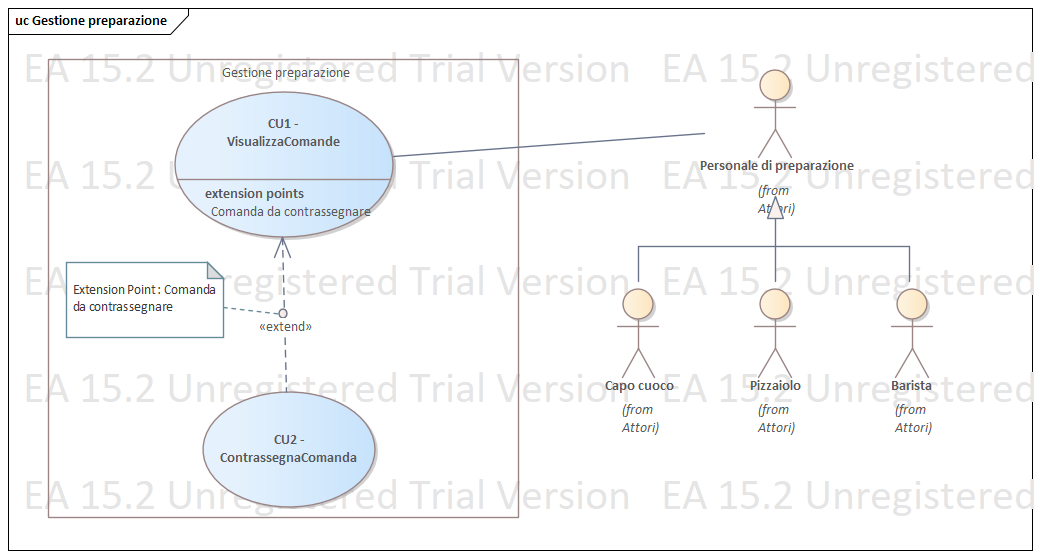 uc Gestione preparazione
EA 15.2 Unregistered Trial Version EA 15.2 Unregistered
Gestione preparazione
CU1 -
VisualizzaComande
extension points
Comanda da contrassegnare
Personale di preparazione
(from
Attori)
EA 15.2 Unregistered Trial Version EA 15.2 Unregistered
EA 15.2 Unregistered Trial Version EA 15.2 Unregistered
Extension Point : Comanda
da contrassegnare
«extend»
Capo cuoco
(from
Attori)
Pizzaiolo
(from
Attori)
Barista
(from
Attori)
EA 15.2 Unregistered Trial Version EA 15.2 Unregistered
CU2 -
ContrassegnaComanda
EA 15.2 Unregistered Trial Version EA 15.2 Unregistered